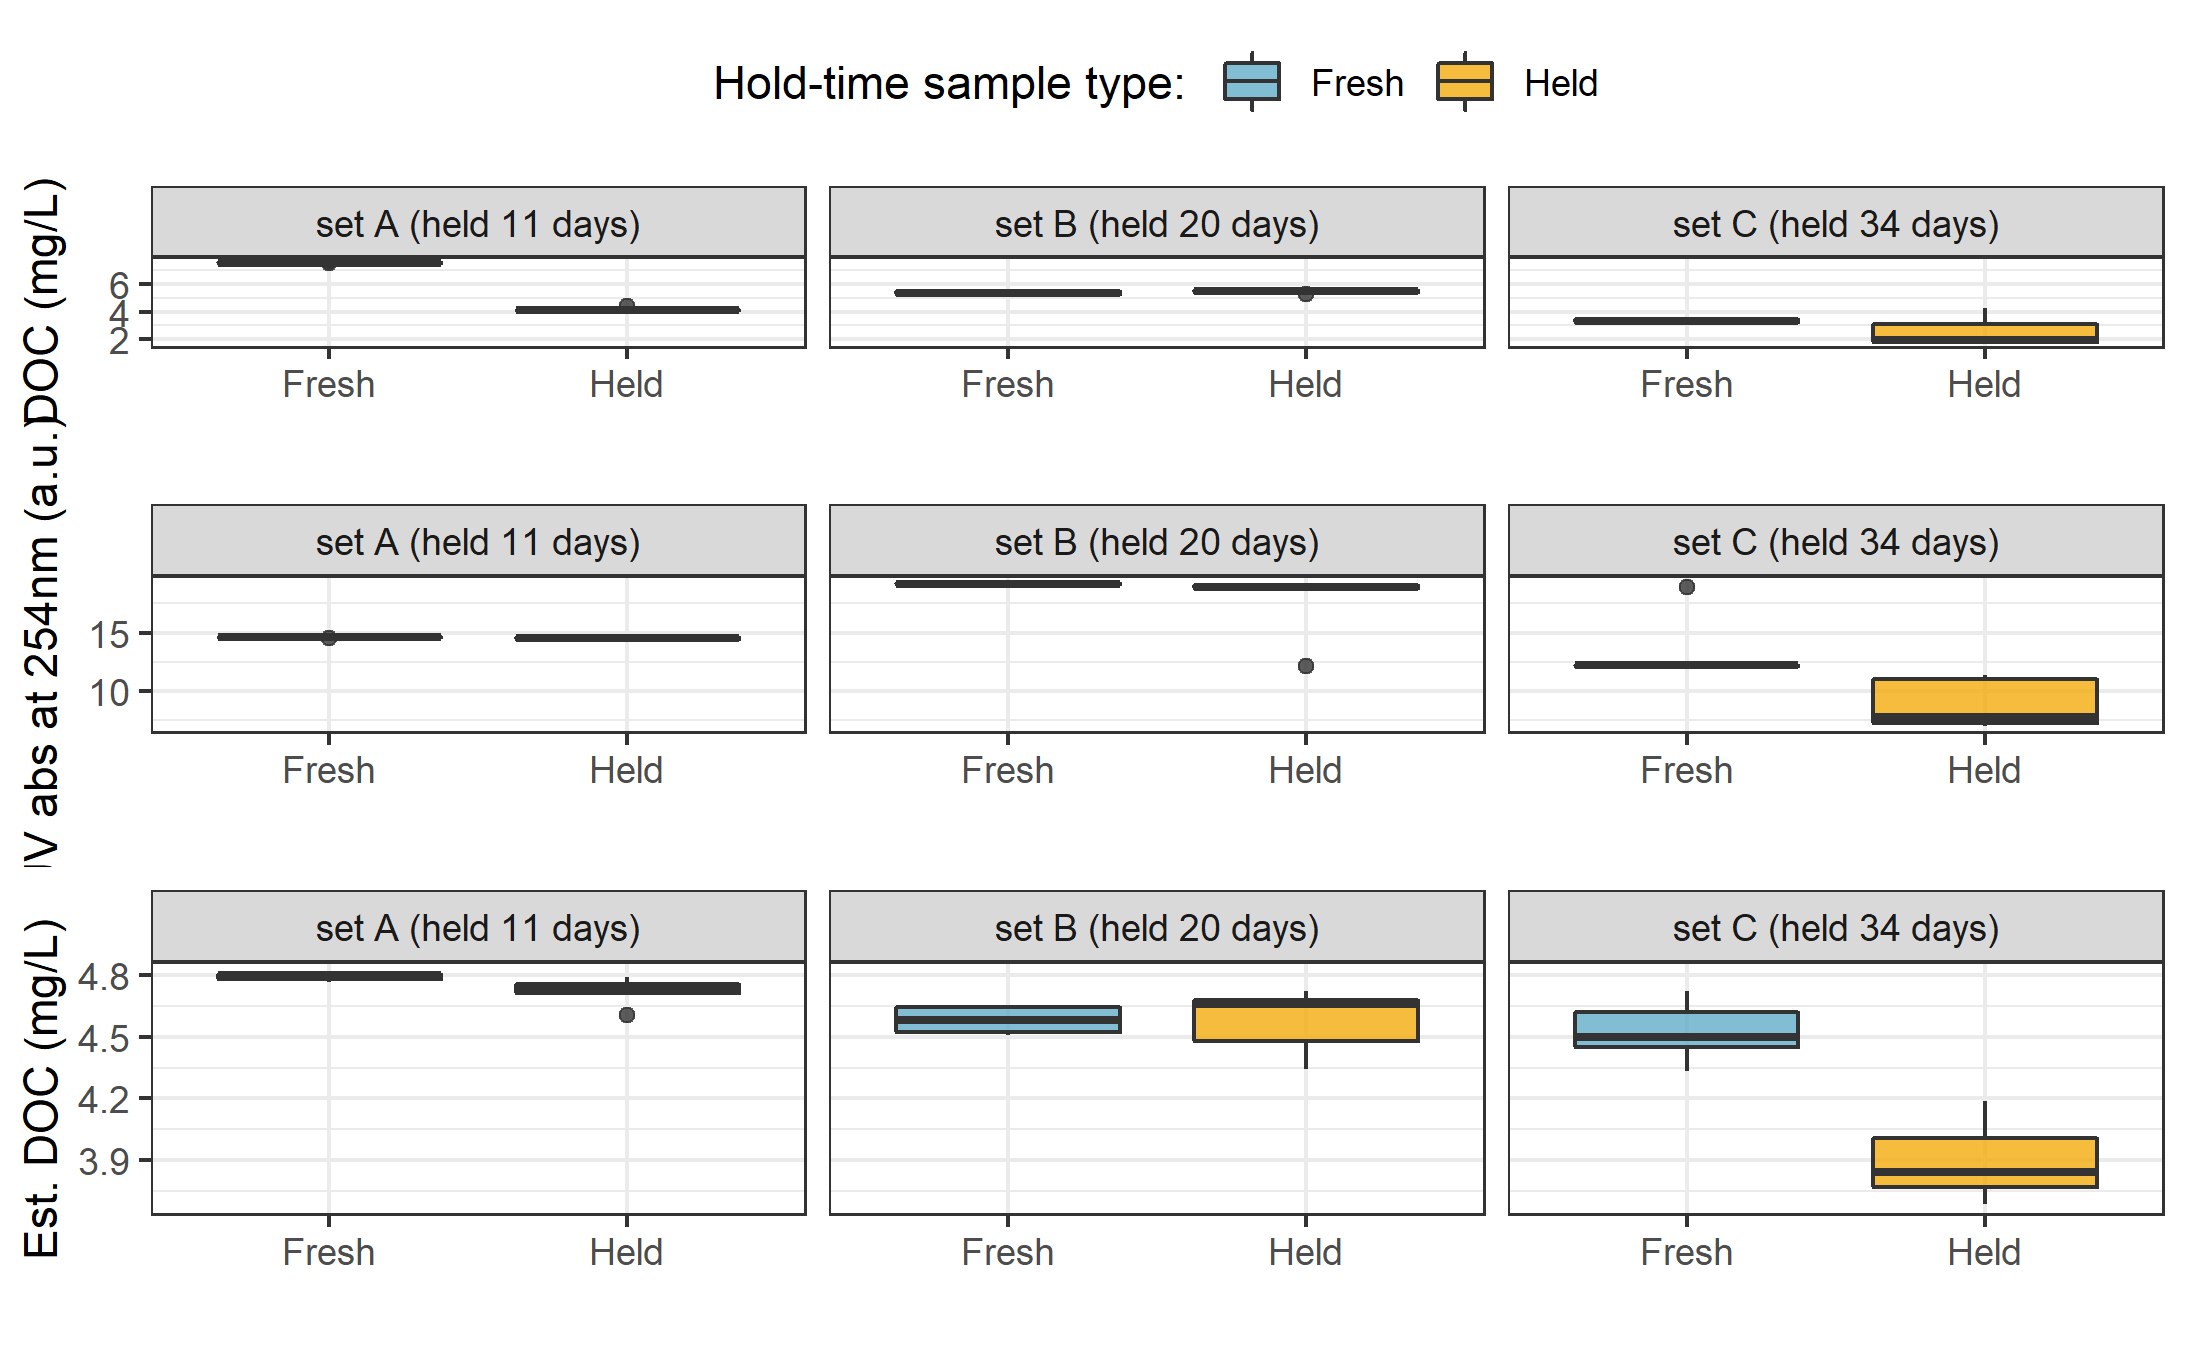 Hold-time sample type: Fresh Held
DOC (mg/L)
set A (held 11 days) set B (held 20 days) set C (held 34 days)
6
4
2
Fresh Held Fresh Held Fresh Held
V abs at 254nm (a.u.)
set A (held 11 days) set B (held 20 days) set C (held 34 days)
15
10
Fresh Held Fresh Held Fresh Held
Est. DOC (mg/L)
set A (held 11 days) set B (held 20 days) set C (held 34 days)
4.8
4.5
4.2
3.9
Fresh Held Fresh Held Fresh Held